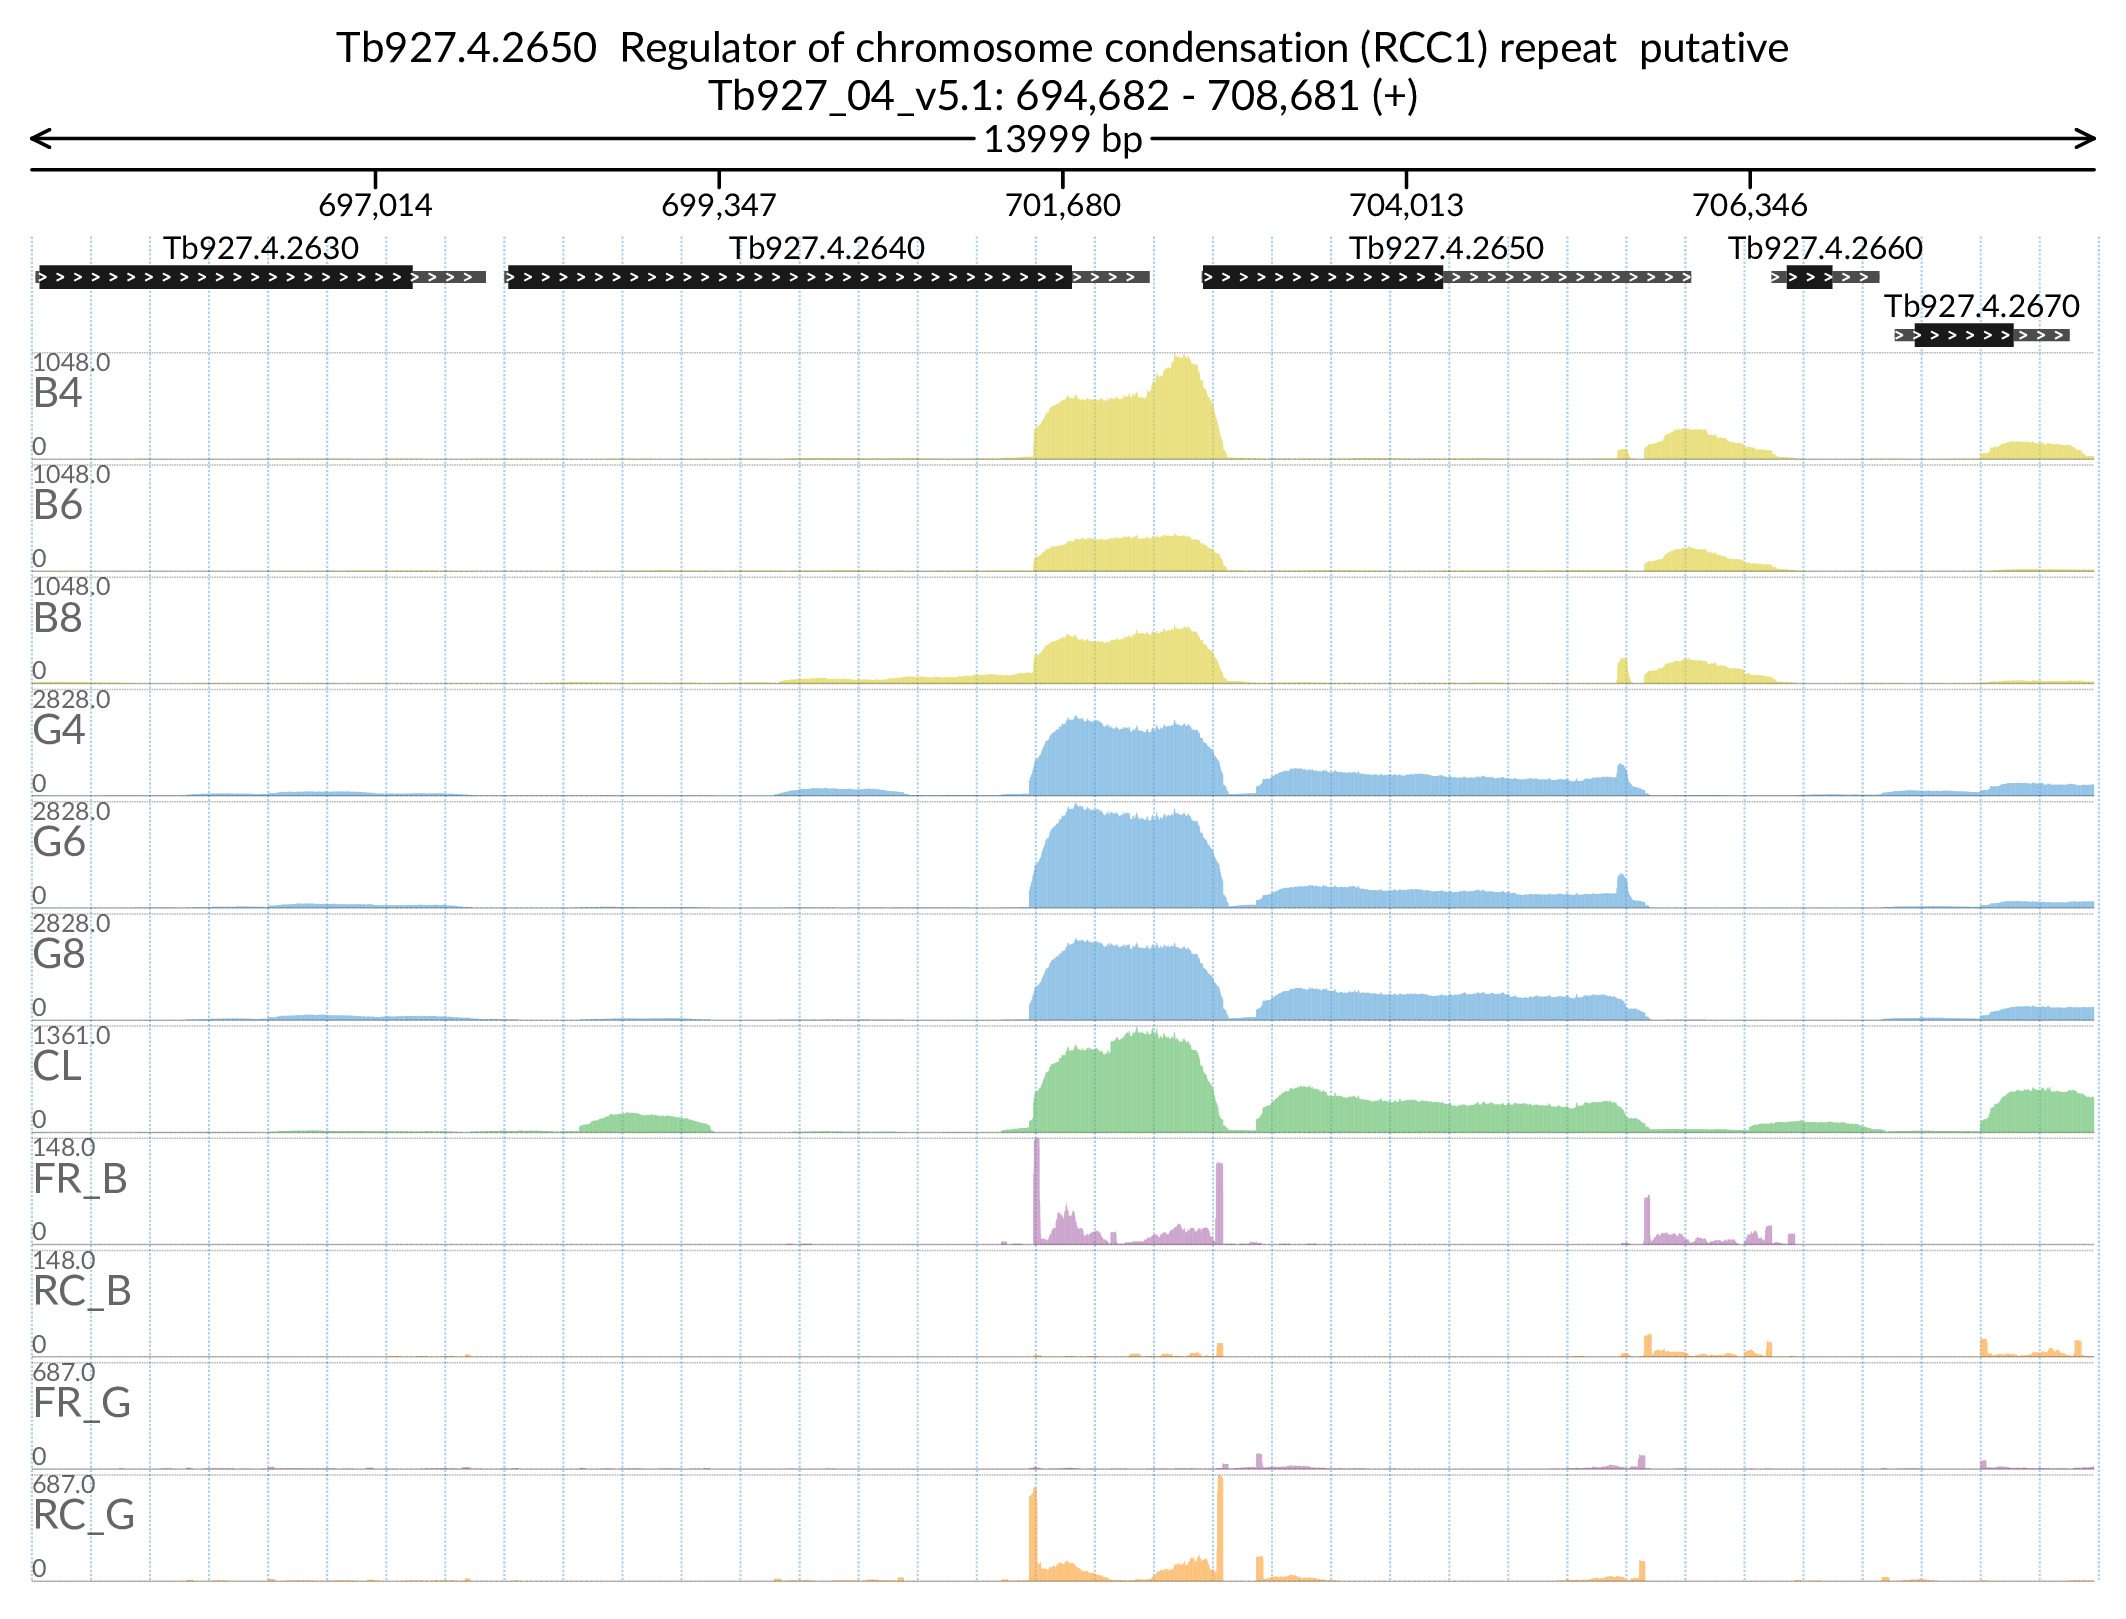 Tb927.4.2650  Regulator of chromosome condensation (RCC1) repeat  putative
Tb927_04_v5.1: 694,682 - 708,681 (+)
13999 bp
697,014 699,347 701,680 704,013 706,346
Tb927.4.2630 Tb927.4.2640 Tb927.4.2650 Tb927.4.2660
Tb927.4.2670
1048.0
B4
0
1048.0
B6
0
1048.0
B8
0
2828.0
G4
0
2828.0
G6
0
2828.0
G8
0
1361.0
CL
0
148.0
FR_B
0
148.0
RC_B
0
687.0
FR_G
0
687.0
RC_G
0